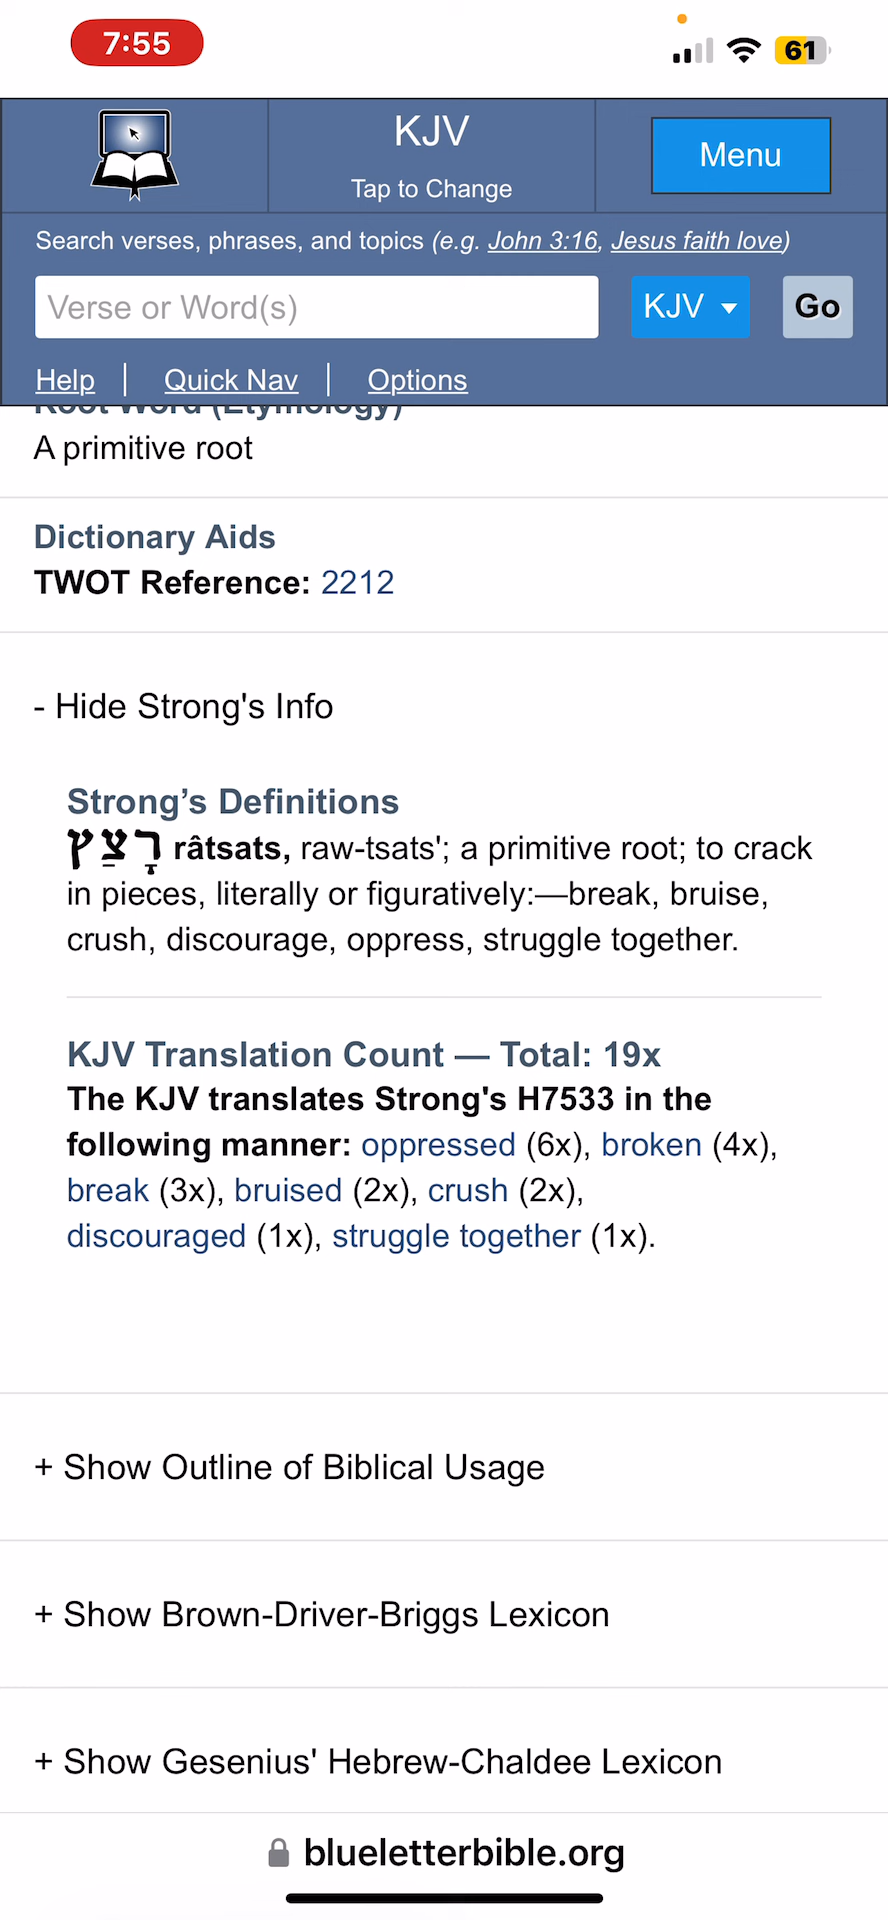 7:55
61
KJV
Tap to Change
Menu
Search verses, phrases, and topics (e.g. John 3:16, Jesus faith love)
Verse or Word(s)
KJV
Go
Help | Quick Nav | Options
Root Word (Etymology)
A primitive root
Dictionary Aids
TWOT Reference: 2212
- Hide Strong's Info
Strong’s Definitions
רָצַץ râtsats, raw-tsats'; a primitive root; to crack
in pieces, literally or figuratively:—break, bruise,
crush, discourage, oppress, struggle together.
KJV Translation Count — Total: 19x
The KJV translates Strong's H7533 in the
following manner: oppressed (6x), broken (4x),
break (3x), bruised (2x), crush (2x),
discouraged (1x), struggle together (1x).
+ Show Outline of Biblical Usage
+ Show Brown-Driver-Briggs Lexicon
+ Show Gesenius' Hebrew-Chaldee Lexicon
blueletterbible.org